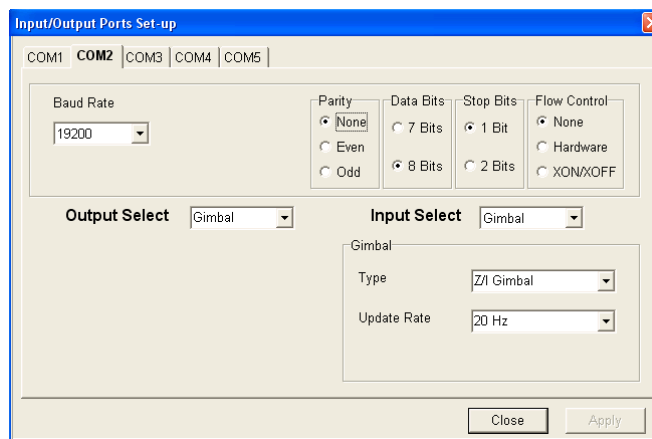 Input/Output Ports Set-up
COM1 COM2 COM3 COM4 COM5
Baud Rate
19200
Parity
None
Even
Odd
Data Bits
7 Bits
8 Bits
Stop Bits
1 Bit
2 Bits
Flow Control
None
Hardware
XON/XOFF
Output Select Gimbal
Input Select Gimbal
Gimbal
Type Z/I Gimbal
Update Rate 20 Hz
Close Apply